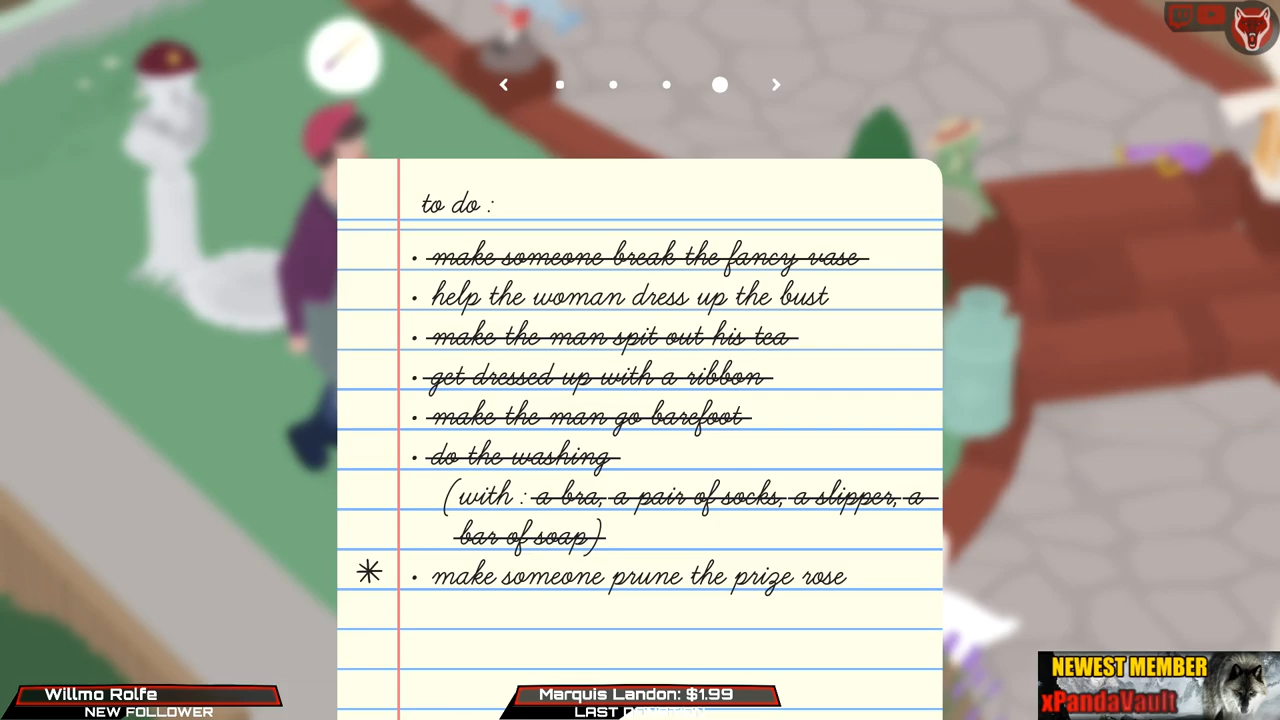 to do :
• make someone break the fancy vase
• help the woman dress up the bust
• make the man spit out his tea
• get dressed up with a ribbon
• make the man go barefoot
• do the washing
(with : a bra, a pair of socks, a slipper, a
bar of soap)
• make someone prune the prize rose
Willmo Rolfe
NEW FOLLOWER
Marquis Landon: $1.99
LAST DONATION
NEWEST MEMBER
xPandaVault